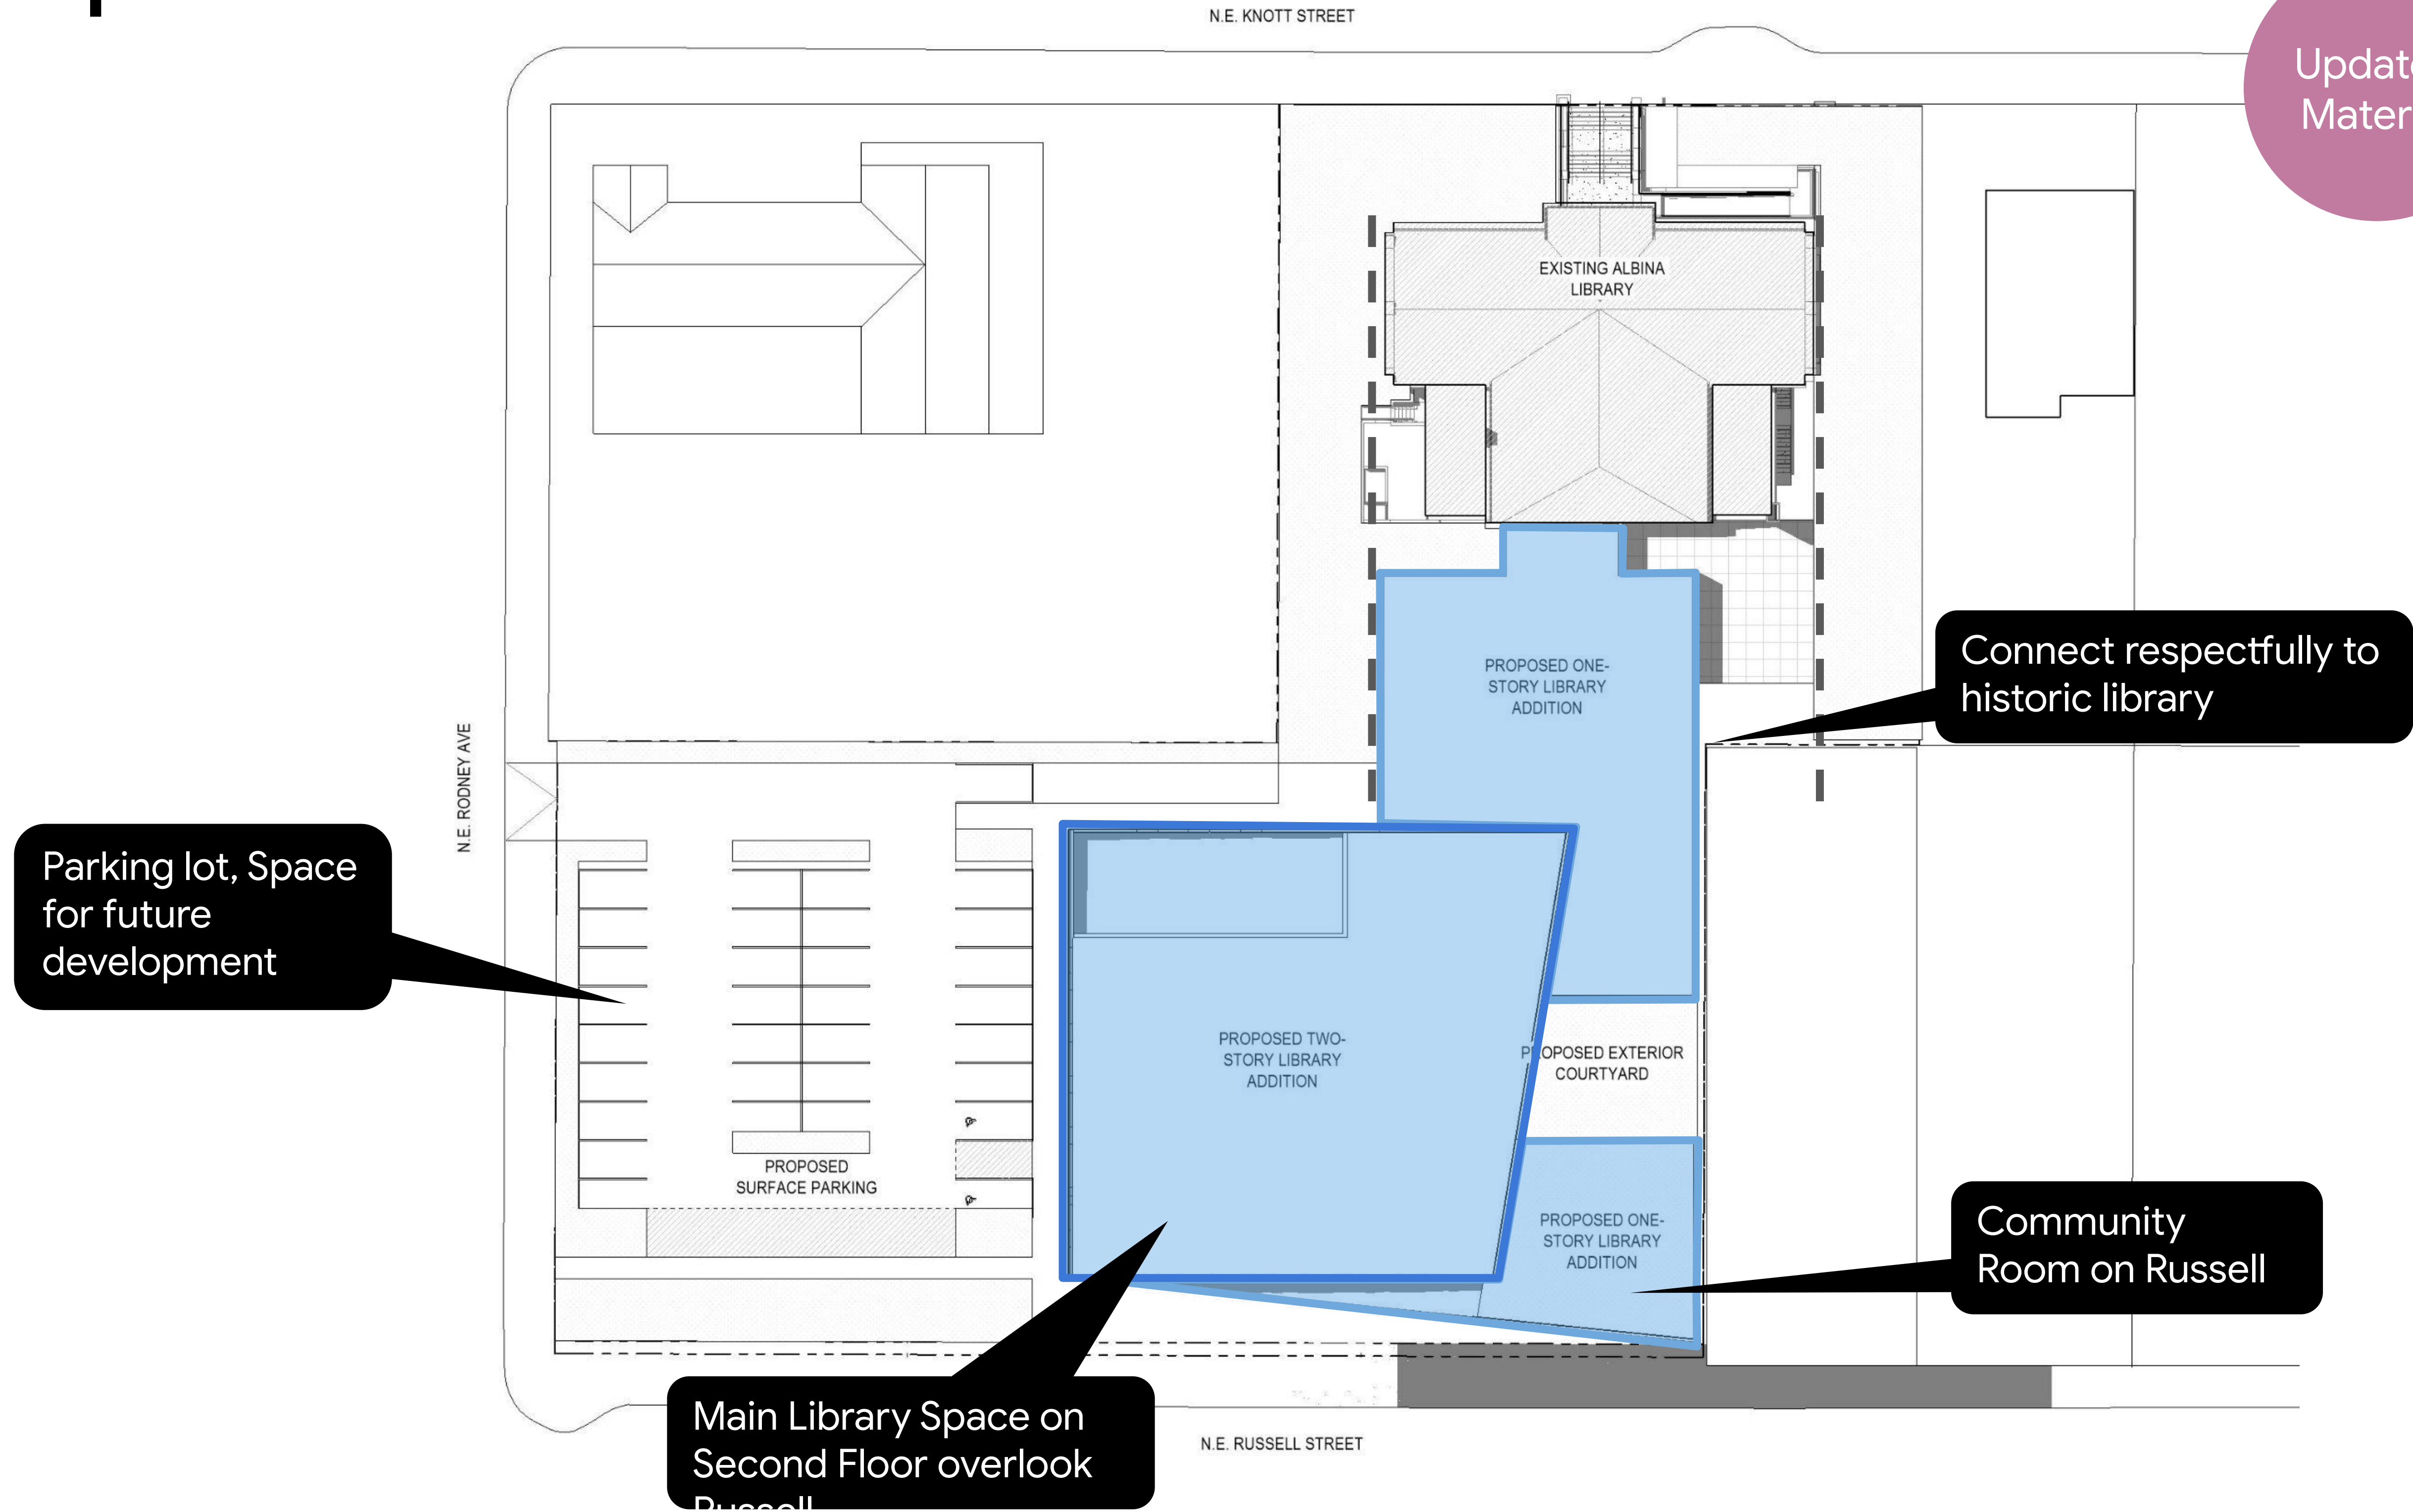 N.E. KNOTT STREET
Mater
EXISTING ALBINA
LIBRARY
PROPOSED ONE-
STORY LIBRARY
ADDITION
Connect respectfully to
historic library
N.E. RODNEY AVE
Parking lot, Space
for future
development
PROPOSED TWO-
STORY LIBRARY
ADDITION
PROPOSED EXTERIOR
COURTYARD
PROPOSED
SURFACE PARKING
PROPOSED ONE-
STORY LIBRARY
ADDITION
Community
Room on Russell
Main Library Space on
Second Floor overlook
Russell
N.E. RUSSELL STREET